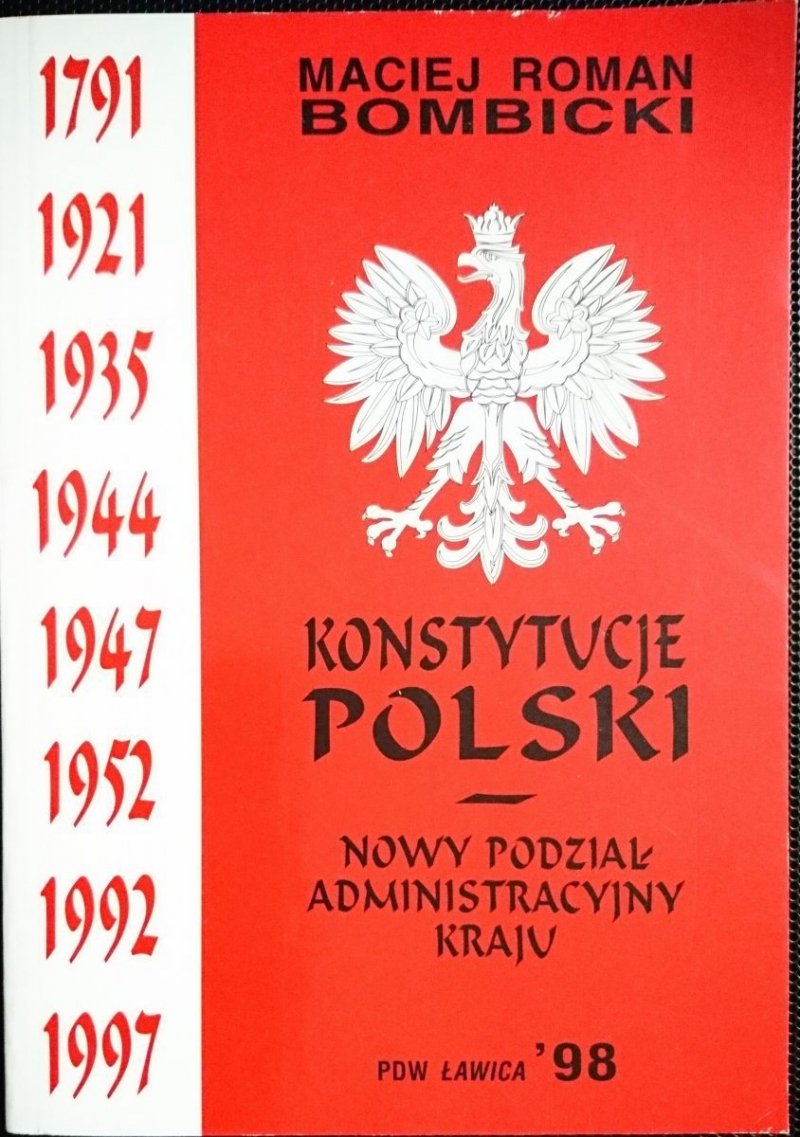 1791
1921
1935
1944
1947
1952
1992
1997
MACIEJ ROMAN
BOMBICKI
KONSTYTUCJE
POLSKI
—
NOWY PODZIAŁ
ADMINISTRACYJNY
KRAJU
PDW ŁAWICA '98